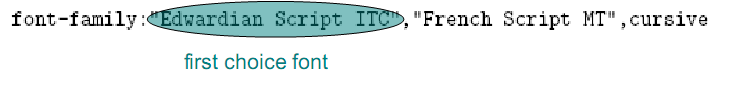 font-family:"Edwardian Script ITC","French Script MT",cursive
first choice font